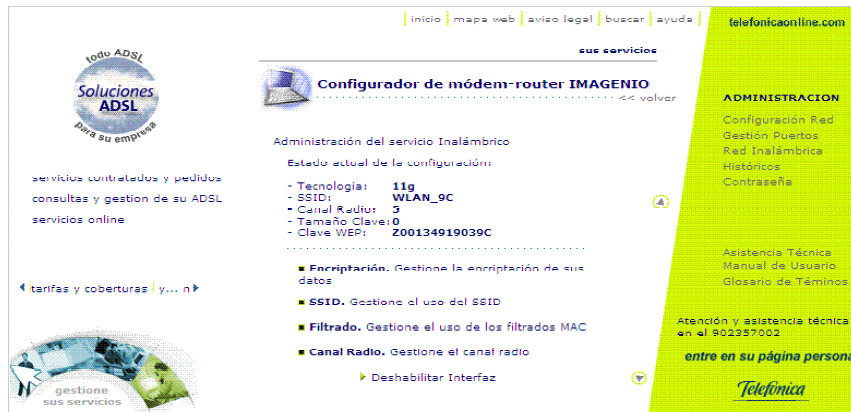 inicio mapa web aviso legal buscar ayuda
telefonicaonline.com
sus servicios
todo ADSL
Soluciones
ADSL
para su empresa
Configurador de módem-router IMAGENIO
<< volver
Administración del servicio Inalámbrico
Estado actual de la configuración:
- Tecnologia: 11g
- SSID: WLAN_9C
- Canal Radio: 5
- Tamaño Clave: 0
- Clave WEP: Z00134919039C
Encriptación. Gestione la encriptación de sus
datos
SSID. Gestione el uso del SSID
Filtrado. Gestione el uso de los filtrados MAC
Canal Radio. Gestione el canal radio
Deshabilitar Interfaz
servicios contratados y pedidos
consultas y gestion de su ADSL
servicios online
tarifas y coberturas y... n
gestione
sus servicios
ADMINISTRACION
Configuración Red
Gestión Puertos
Red Inalámbrica
Históricos
Contraseña
Asistencia Técnica
Manual de Usuario
Glosario de Téminos
Atención y asistencia técnica
en el 902357002
entre en su página persona
Telefónica